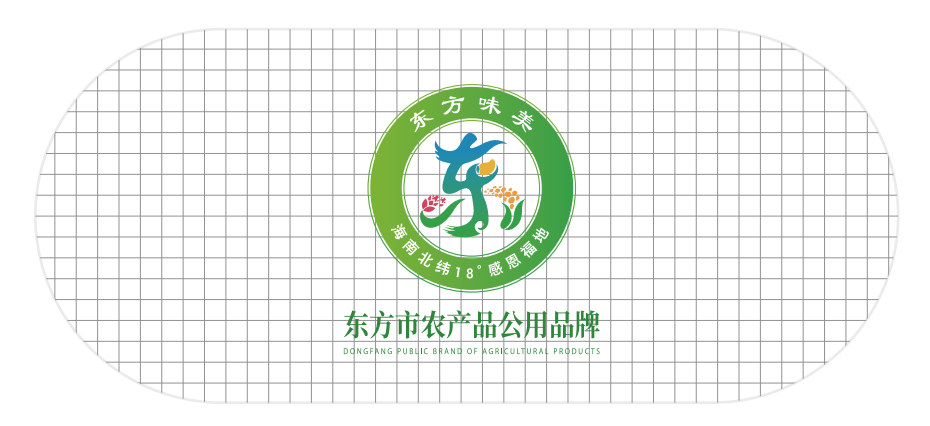 东方味美
东
海南北纬18°感恩福地
东方市农产品公用品牌
DONGFANG PUBLIC BRAND OF AGRICULTURAL PRODUCTS